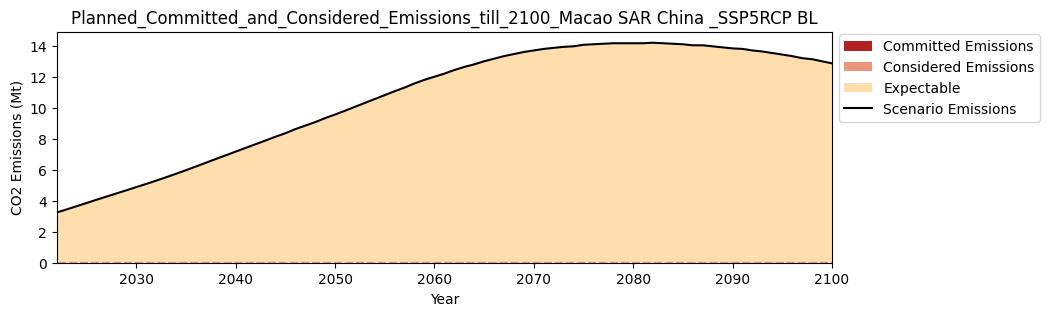 Planned_Committed_and_Considered_Emissions_till_2100_Macao SAR China _SSP5RCP BL
14
12
10
8
6
4
2
0
CO2 Emissions (Mt)
2030 2040 2050 2060 2070 2080 2090 2100
Year
Committed Emissions
Considered Emissions
Expectable
Scenario Emissions